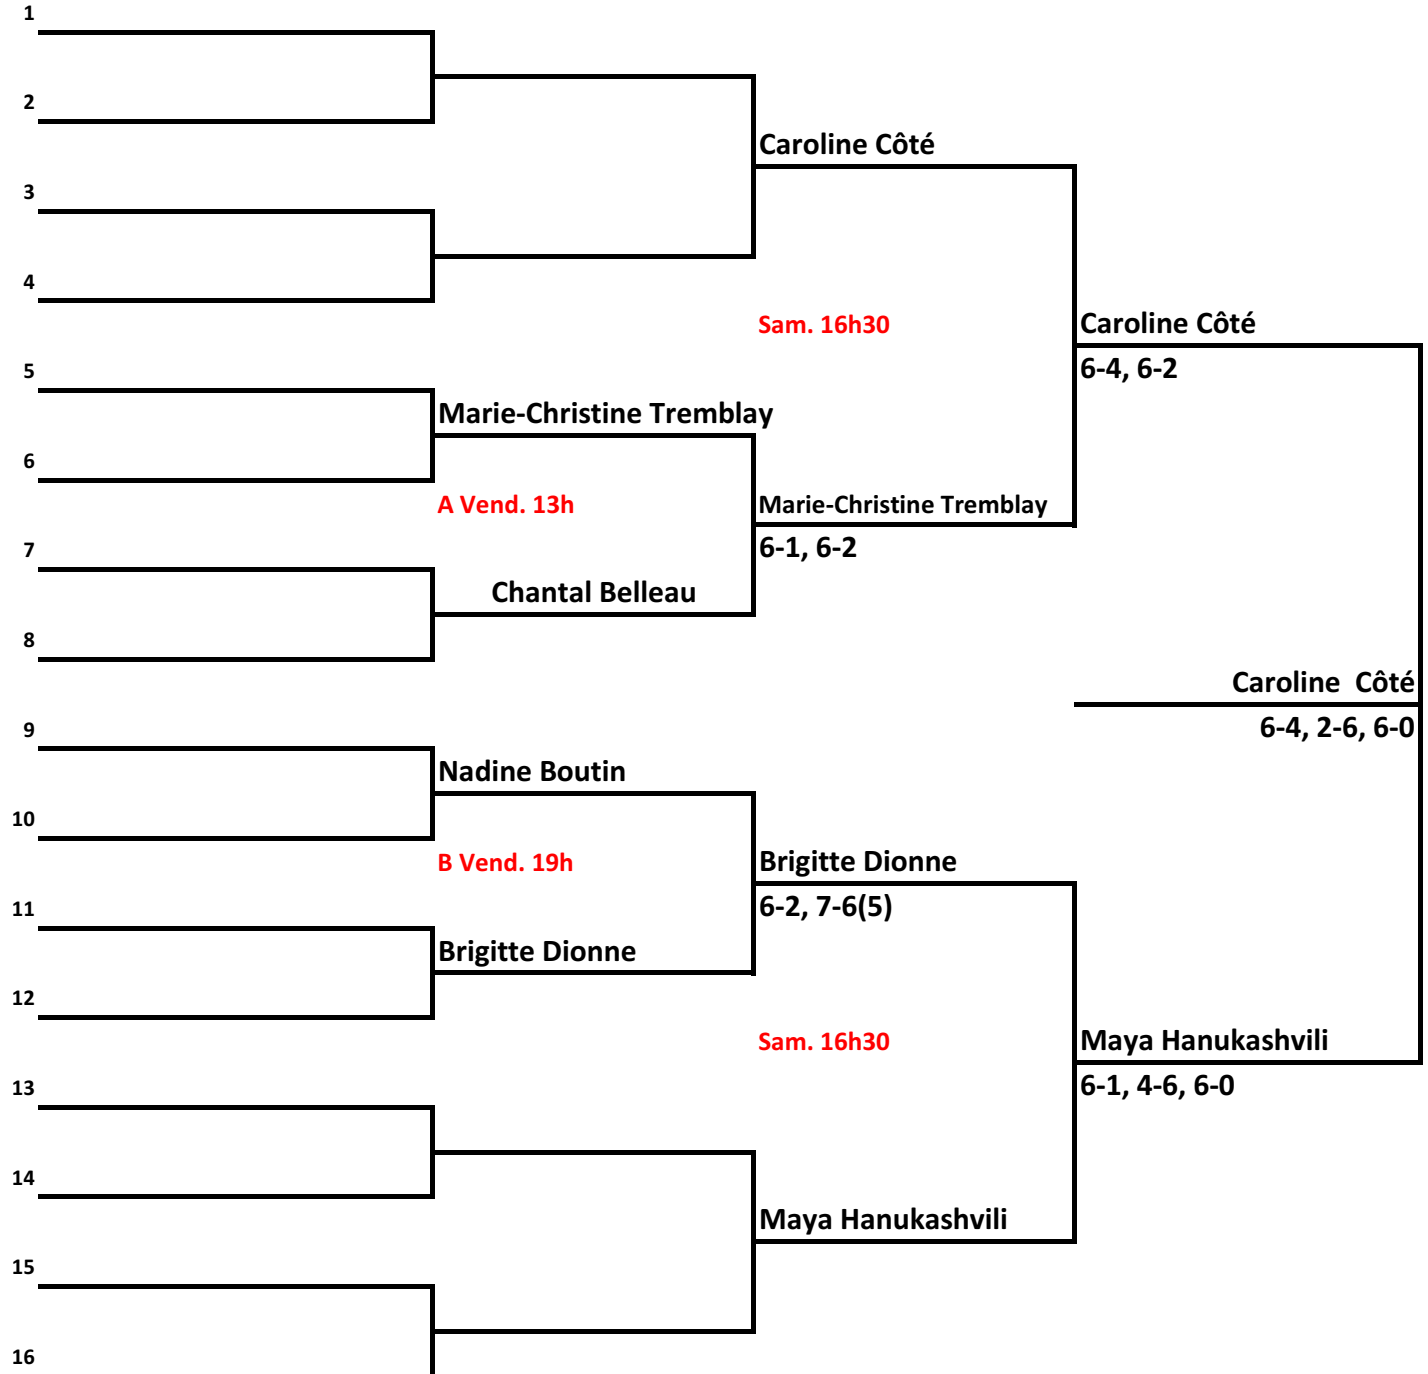 1
2
Caroline Côté
3
4
Sam. 16h30
Caroline Côté
6-4, 6-2
5
Marie-Christine Tremblay
6
A Vend. 13h
Marie-Christine Tremblay
6-1, 6-2
7
Chantal Belleau
8
Caroline  Côté
6-4, 2-6, 6-0
9
Nadine Boutin
10
B Vend. 19h
Brigitte Dionne
6-2, 7-6(5)
11
Brigitte Dionne
12
Sam. 16h30
Maya Hanukashvili
6-1, 4-6, 6-0
13
14
Maya Hanukashvili
15
16